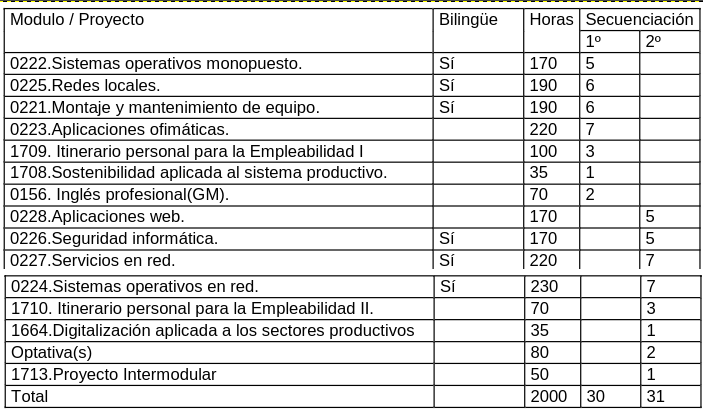 Modulo / Proyecto Bilingüe Horas Secuenciación
1º 2º
0222.Sistemas operativos monopuesto. Sí 170 5
0225.Redes locales. Sí 190 6
0221.Montaje y mantenimiento de equipo. Sí 190 6
0223.Aplicaciones ofimáticas. 220 7
1709. Itinerario personal para la Empleabilidad I 100 3
1708.Sostenibilidad aplicada al sistema productivo. 35 1
0156. Inglés profesional(GM). 70 2
0228.Aplicaciones web. 170 5
0226.Seguridad informática. Sí 170 5
0227.Servicios en red. Sí 220 7
0224.Sistemas operativos en red. Sí 230 7
1710. Itinerario personal para la Empleabilidad II. 70 3
1664.Digitalización aplicada a los sectores productivos 35 1
Optativa(s) 80 2
1713.Proyecto Intermodular 50 1
Total 2000 30 31